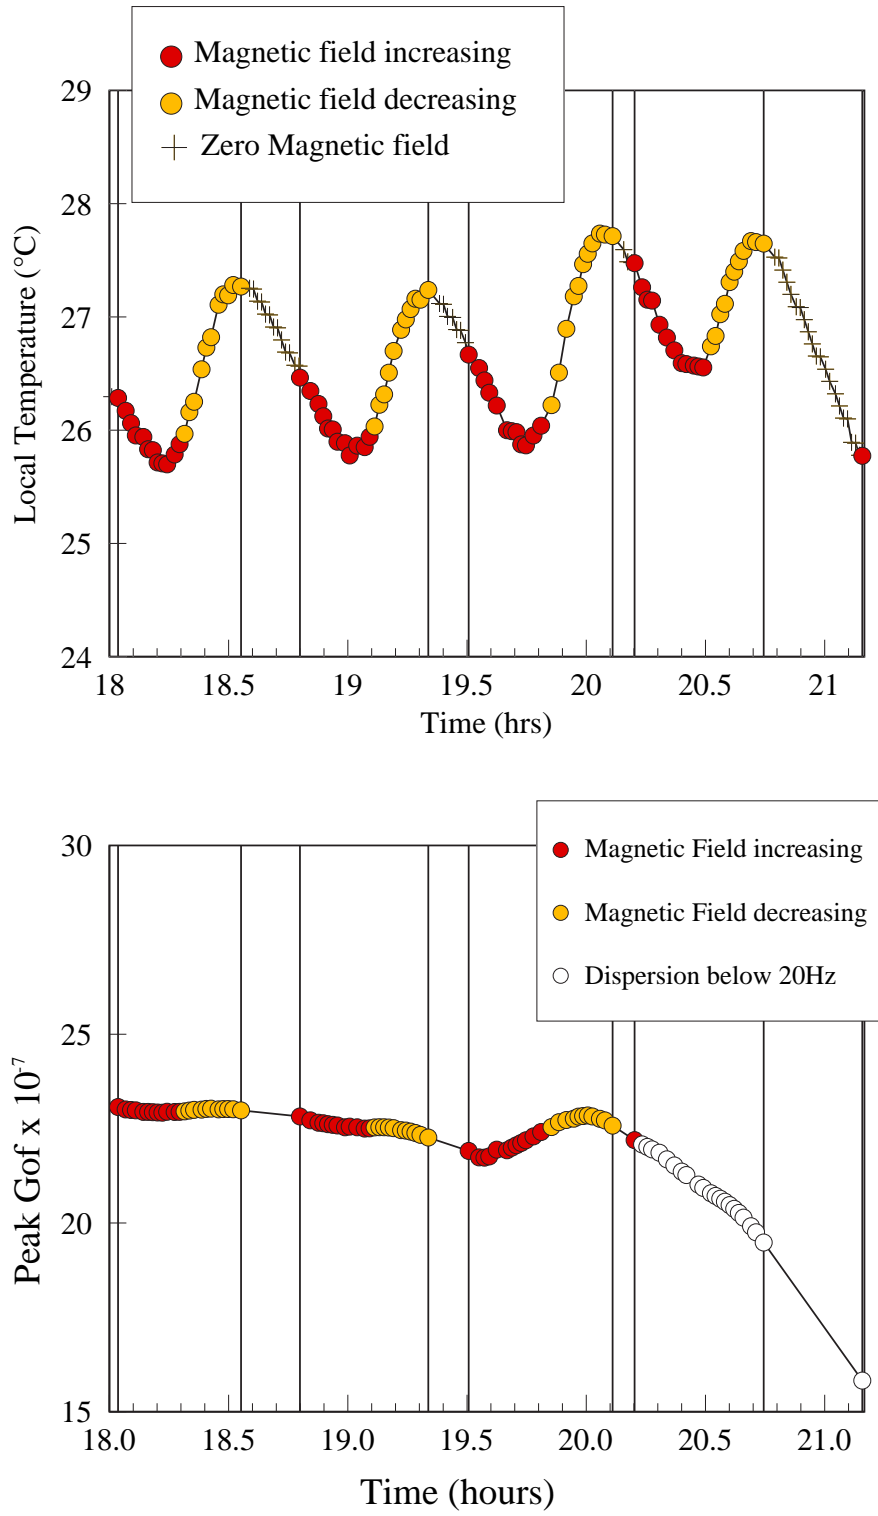 Magnetic field increasing
Magnetic field decreasing
Zero Magnetic field
29
28
27
26
25
24
Local Temperature (°C)
18 18.5 19 19.5 20 20.5 21
Time (hrs)
Magnetic Field increasing
Magnetic Field decreasing
Dispersion below 20Hz
30
25
20
15
Peak Gof x 10⁻⁷
18.0 18.5 19.0 19.5 20.0 20.5 21.0
Time (hours)